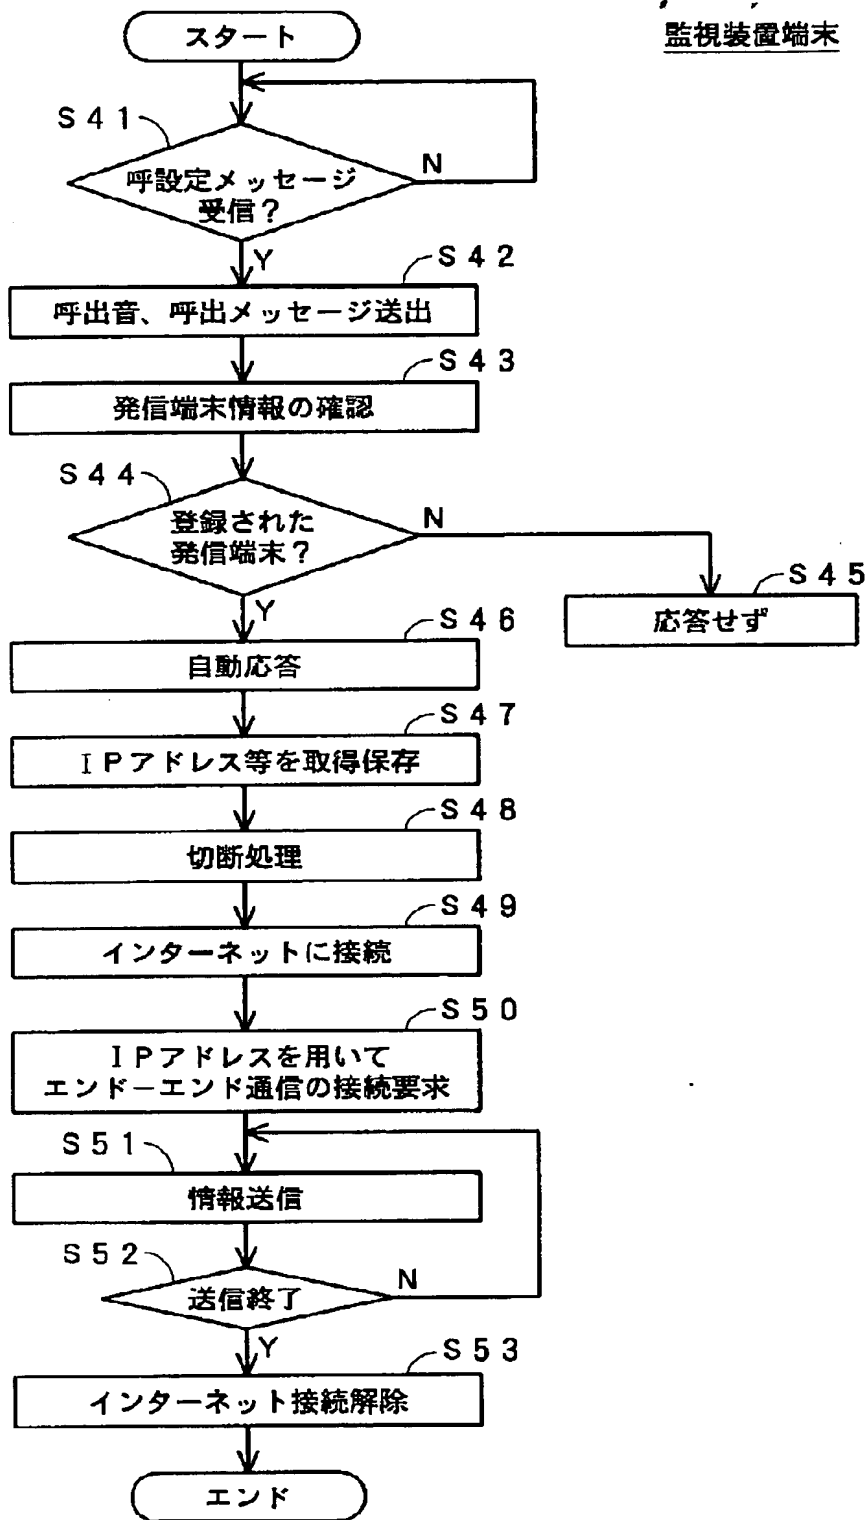 監視装置端末
スタート
S41
呼設定メッセージ
受信?
N
Y
S42
呼出音、呼出メッセージ送出
S43
発信端末情報の確認
S44
登録された
発信端末?
N
Y
S45
応答せず
S46
自動応答
S47
IPアドレス等を取得保存
S48
切断処理
S49
インターネットに接続
S50
IPアドレスを用いて
エンド−エンド通信の接続要求
S51
情報送信
S52
送信終了
N
Y
S53
インターネット接続解除
エンド